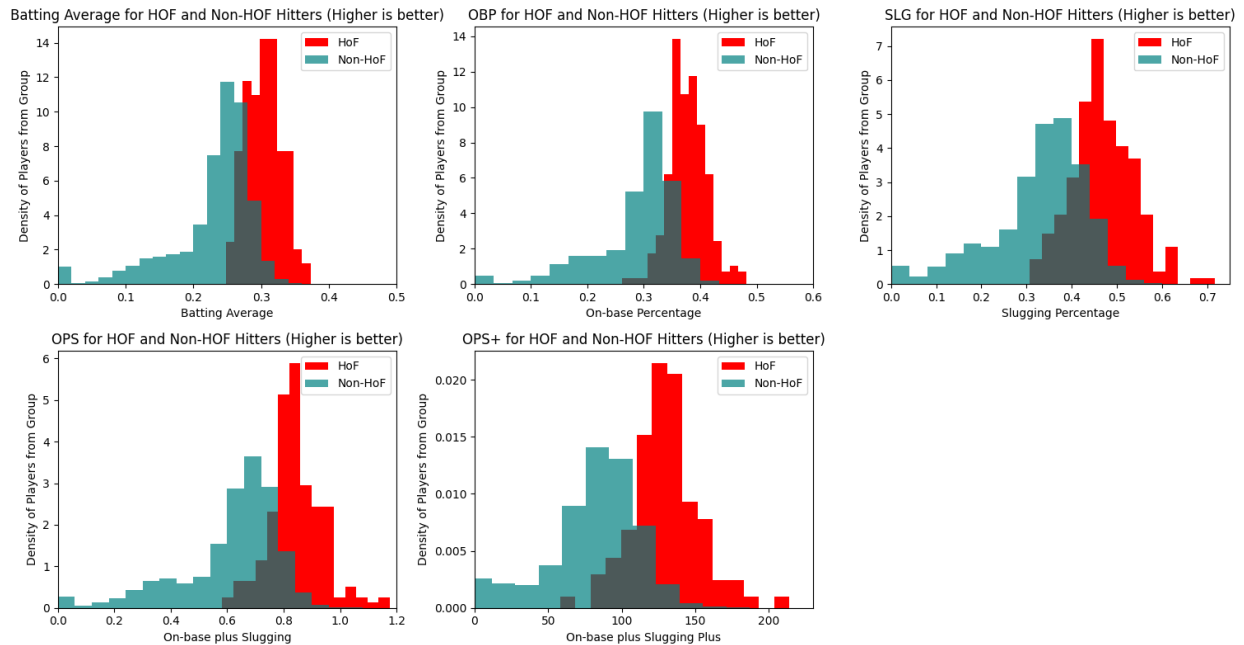 Batting Average for HOF and Non-HOF Hitters (Higher is better)
14
12
10
8
6
4
2
0
Density of Players from Group
HoF
Non-HoF
0.0 0.1 0.2 0.3 0.4 0.5
Batting Average
OBP for HOF and Non-HOF Hitters (Higher is better)
14
12
10
8
6
4
2
0
Density of Players from Group
HoF
Non-HoF
0.0 0.1 0.2 0.3 0.4 0.5 0.6
On-base Percentage
SLG for HOF and Non-HOF Hitters (Higher is better)
7
6
5
4
3
2
1
0
Density of Players from Group
HoF
Non-HoF
0.0 0.1 0.2 0.3 0.4 0.5 0.6 0.7
Slugging Percentage
OPS for HOF and Non-HOF Hitters (Higher is better)
6
5
4
3
2
1
0
Density of Players from Group
HoF
Non-HoF
0.0 0.2 0.4 0.6 0.8 1.0 1.2
On-base plus Slugging
OPS+ for HOF and Non-HOF Hitters (Higher is better)
0.020
0.015
0.010
0.005
0.000
Density of Players from Group
HoF
Non-HoF
0 50 100 150 200
On-base plus Slugging Plus